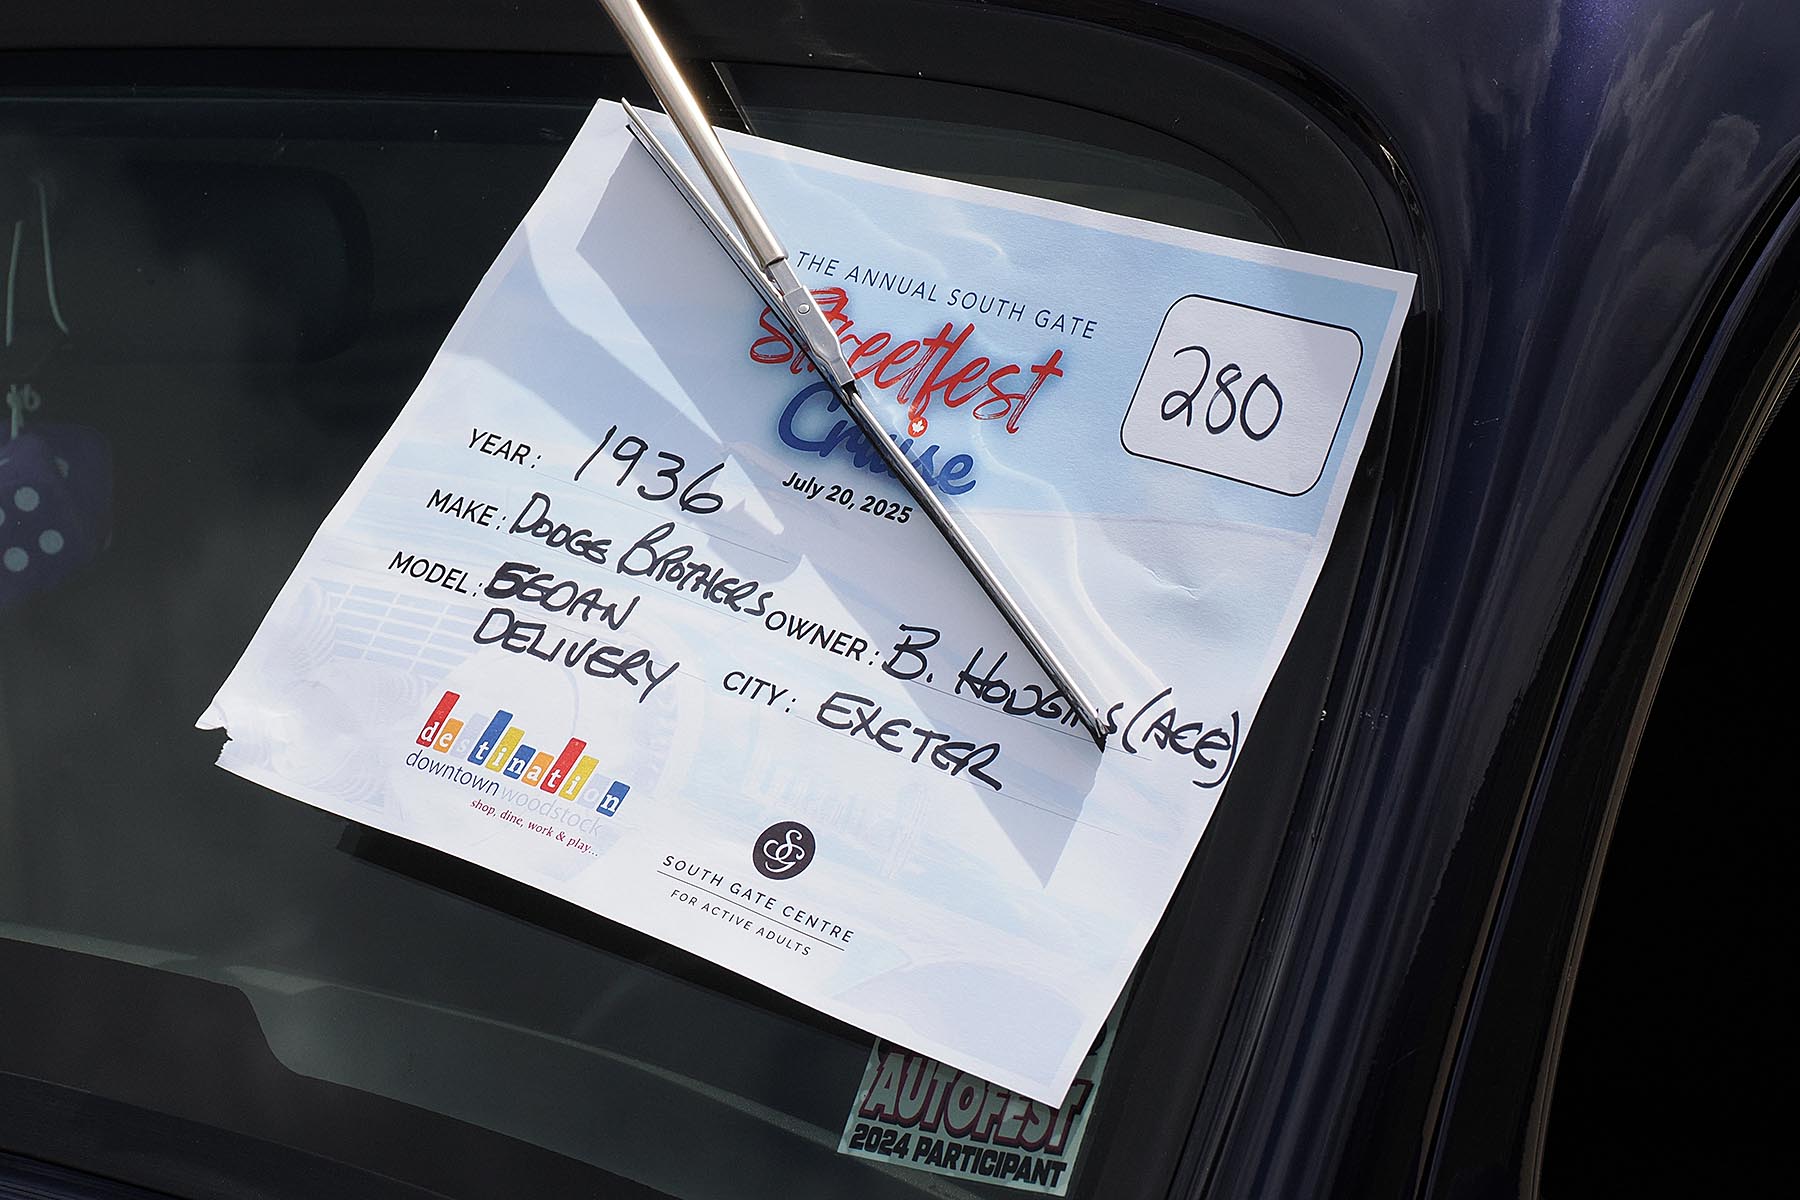 THE ANNUAL SOUTH GATE
Streetfest
Cruise
July 20, 2025
280
YEAR: 1936
MAKE: DODGE BROTHERS
MODEL: SEDAN
DELIVERY
OWNER: B. HODGINS (ACE)
CITY: EXETER
destination
downtown woodstock
shop, dine, work & play...
SG
SOUTH GATE CENTRE
FOR ACTIVE ADULTS
AUTOFEST
2024 PARTICIPANT